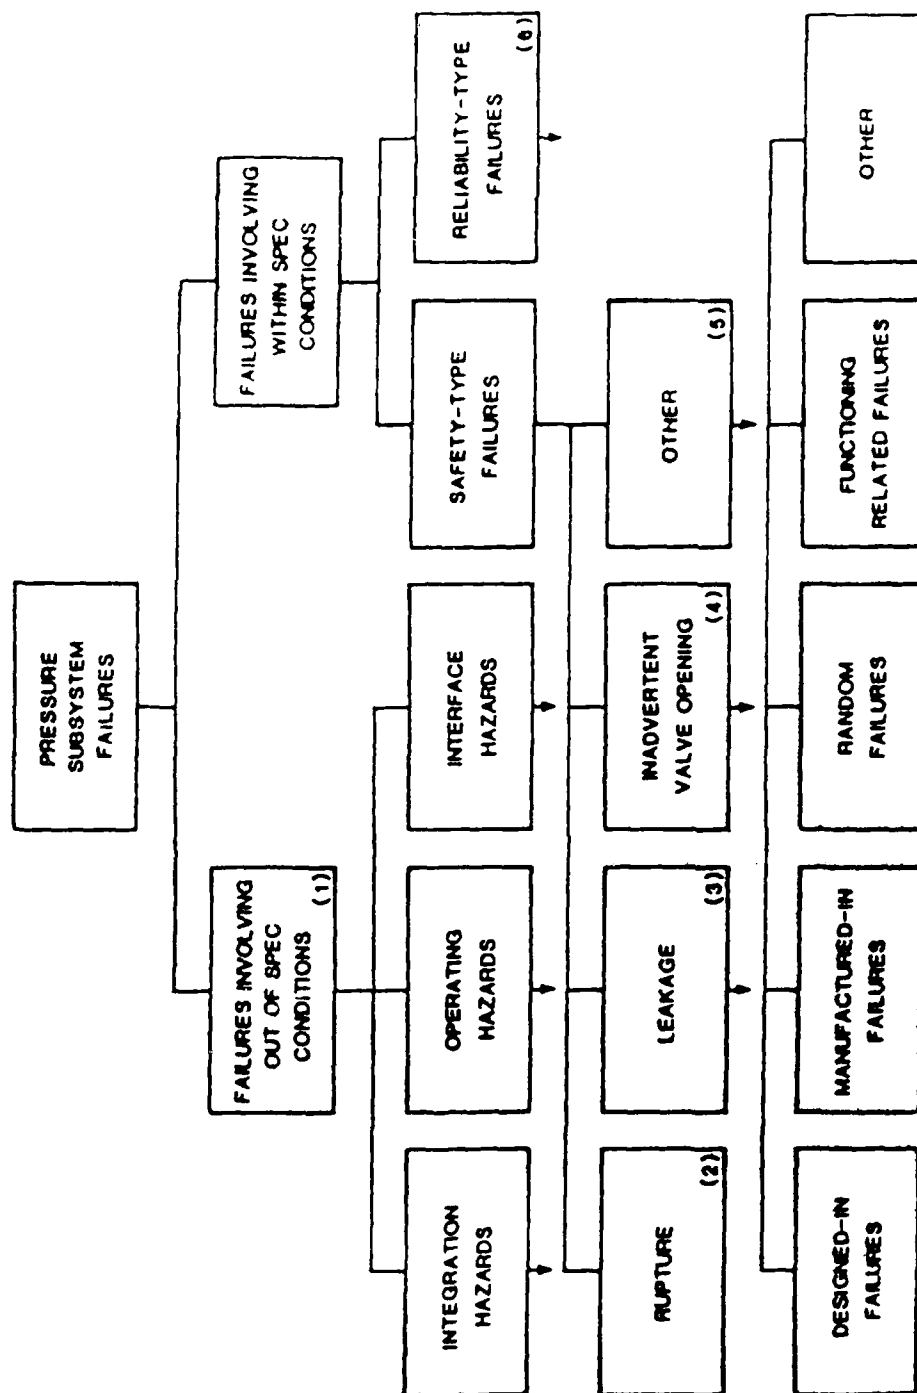 PRESSURE
SUBSYSTEM
FAILURES
FAILURES INVOLVING
OUT OF SPEC
CONDITIONS
(1)
FAILURES INVOLVING
WITHIN SPEC
CONDITIONS
INTEGRATION
HAZARDS
OPERATING
HAZARDS
INTERFACE
HAZARDS
SAFETY-TYPE
FAILURES
RELIABILITY-TYPE
FAILURES
(6)
RUPTURE
(2)
LEAKAGE
(3)
INADVERTENT
VALVE OPENING
(4)
OTHER
(5)
DESIGNED-IN
FAILURES
MANUFACTURED-IN
FAILURES
RANDOM
FAILURES
FUNCTIONING
RELATED FAILURES
OTHER